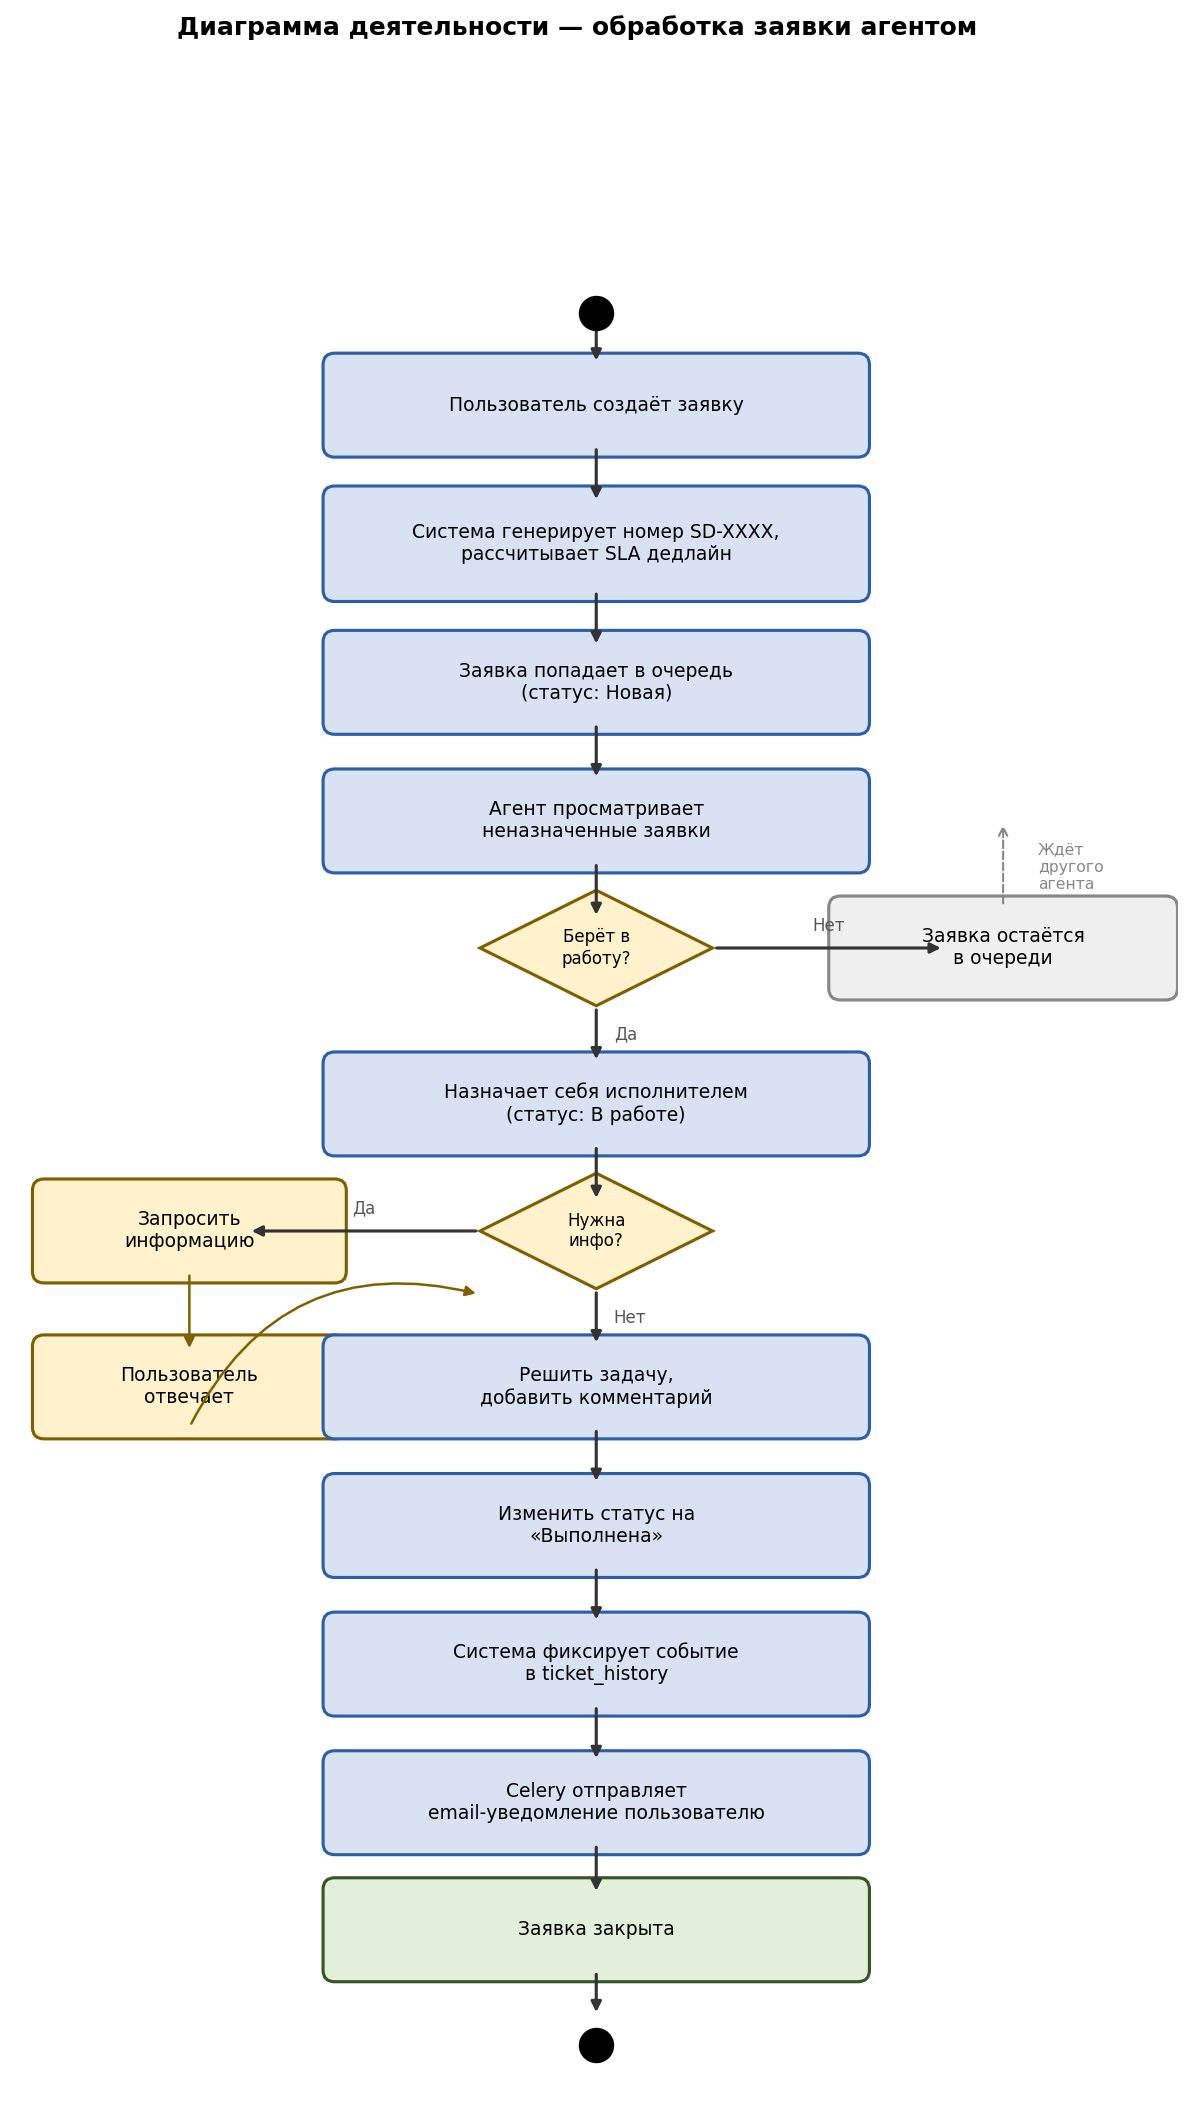 Диаграмма деятельности — обработка заявки агентом
Пользователь создаёт заявку
Система генерирует номер SD-XXXX,
рассчитывает SLA дедлайн
Заявка попадает в очередь
(статус: Новая)
Агент просматривает
неназначенные заявки
Ждёт
другого
агента
Берёт в
работу?
Нет
Заявка остаётся
в очереди
Да
Назначает себя исполнителем
(статус: В работе)
Запросить
информацию
Да
Нужна
инфо?
Нет
Пользователь
отвечает
Решить задачу,
добавить комментарий
Изменить статус на
«Выполнена»
Система фиксирует событие
в ticket_history
Celery отправляет
email-уведомление пользователю
Заявка закрыта